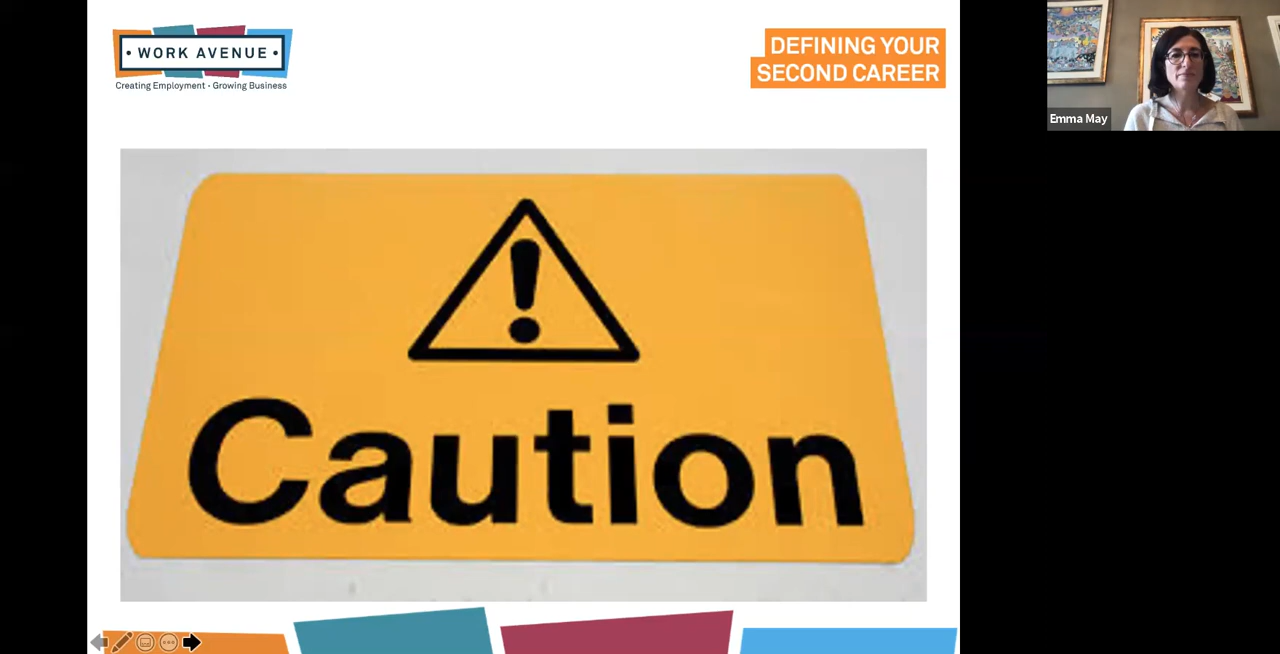 • WORK AVENUE •
Creating Employment • Growing Business
DEFINING YOUR
SECOND CAREER
Emma May
Caution